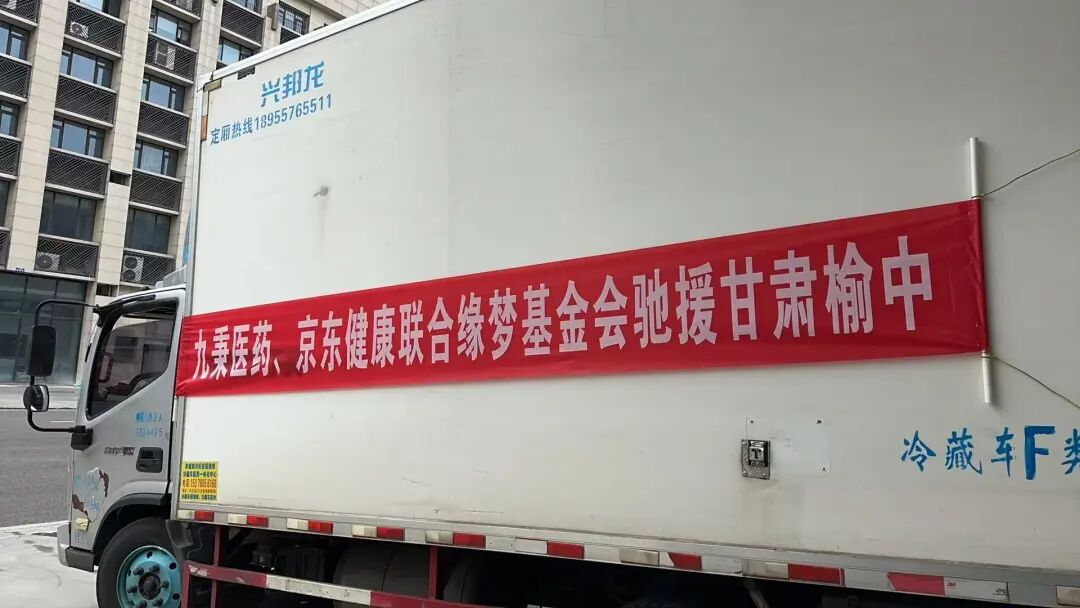 兴邦龙
定厢热线18955765511
九秉医药、京东健康联合缘梦基金会驰援甘肃榆中
冷藏车F类